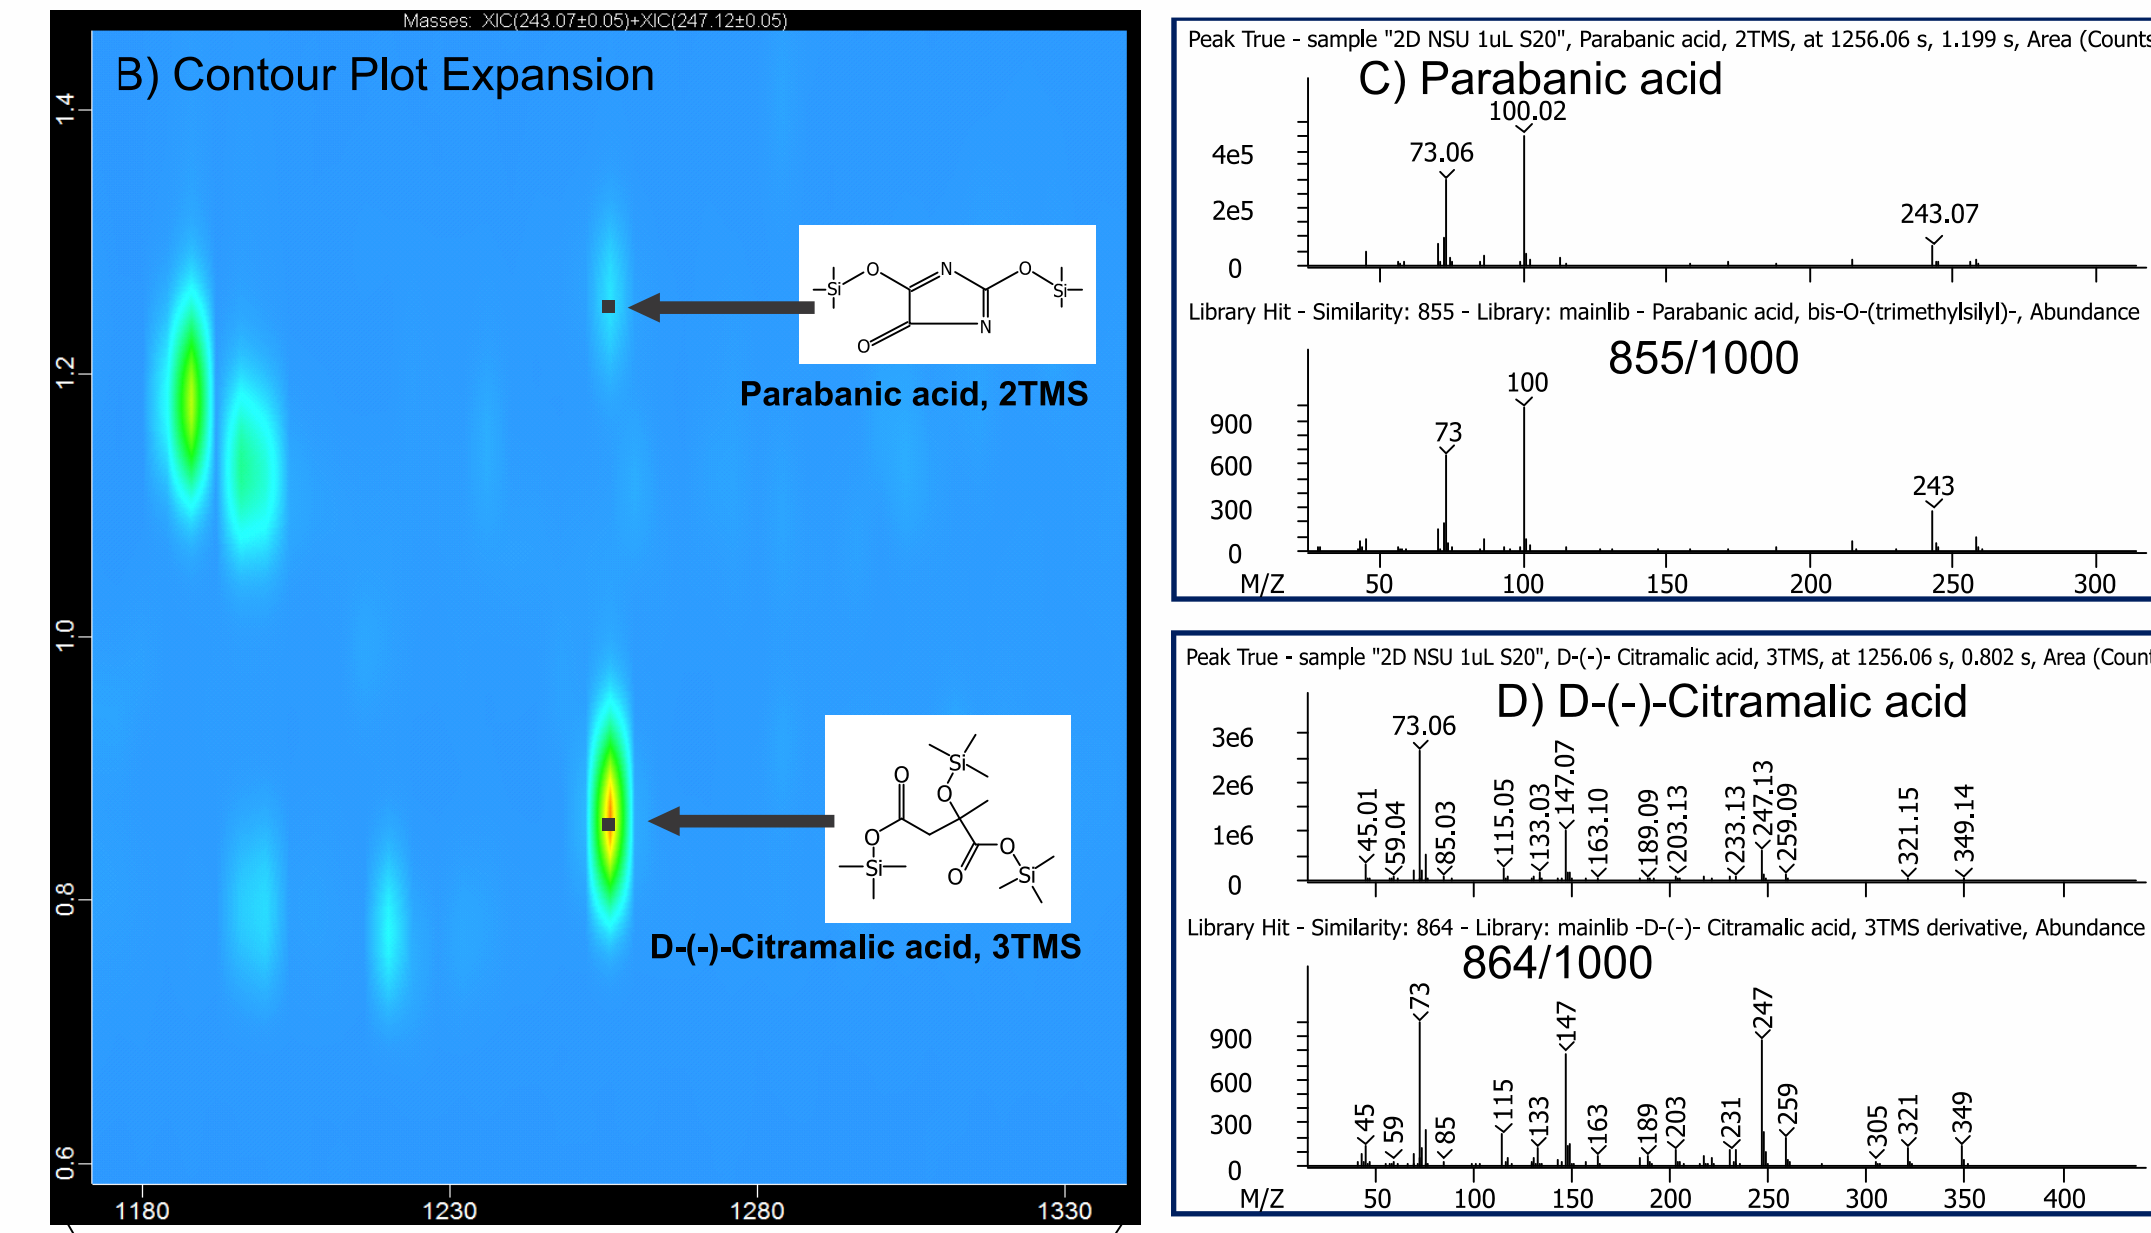 Masses: XIC(243.07±0.05)+XIC(247.12±0.05)
B) Contour Plot Expansion
1.4
1.2
1.0
0.8
0.6
1180 1230 1280 1330
Si O N O Si
N
O
Parabanic acid, 2TMS
Si
O O
O O
Si O Si
D-(-)-Citramalic acid, 3TMS
Peak True - sample "2D NSU 1uL S20", Parabanic acid, 2TMS, at 1256.06 s, 1.199 s, Area (Counts
C) Parabanic acid
100.02
73.06
243.07
4e5
2e5
0
Library Hit - Similarity: 855 - Library: mainlib - Parabanic acid, bis-O-(trimethylsilyl)-, Abundance
855/1000
100
73
243
900
600
300
0
M/Z 50 100 150 200 250 300
Peak True - sample "2D NSU 1uL S20", D-(-)- Citramalic acid, 3TMS, at 1256.06 s, 0.802 s, Area (Count
D) D-(-)-Citramalic acid
3e6
2e6
1e6
0
45.01 59.04 73.06 85.03 115.05 133.03 147.07 163.10 189.09 203.13 233.13 247.13 259.09 321.15 349.14
Library Hit - Similarity: 864 - Library: mainlib -D-(-)- Citramalic acid, 3TMS derivative, Abundance
864/1000
900
600
300
0
45 59 73 85 115 133 147 163 189 203 231 247 259 305 321 349
M/Z 50 100 150 200 250 300 350 400